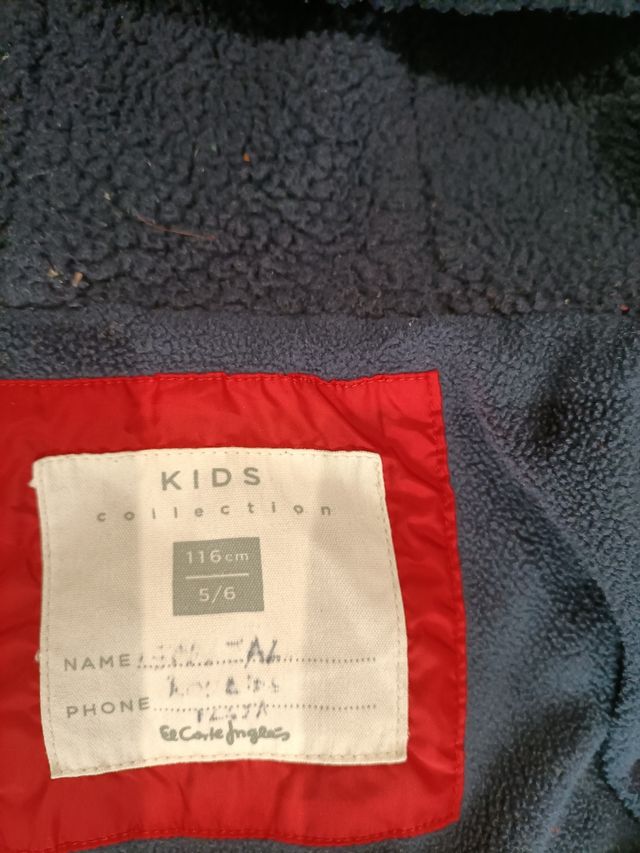 KIDS
collection
116cm
5/6
NAME
PHONE
El Corte Inglés